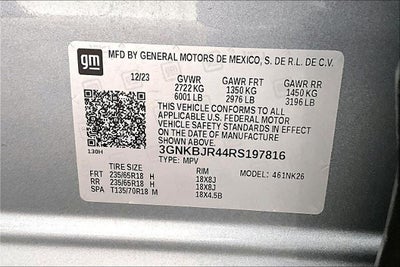 gm
MFD BY GENERAL MOTORS DE MEXICO, S. DE R.L. DE C.V.
12/23 GVWR GAWR FRT GAWR RR
2722 KG 1350 KG 1450 KG
6001 LB 2976 LB 3196 LB
THIS VEHICLE CONFORMS TO ALL
APPLICABLE U.S. FEDERAL MOTOR
VEHICLE SAFETY STANDARDS IN EFFECT
ON THE DATE OF MANUFACTURE
SHOWN ABOVE.
130H
3GNKBJR44RS197816
TYPE: MPV
TIRE SIZE RIM MODEL: 461NK26
FRT 235/65R18 H 18X8J
RR 235/65R18 H 18X8J
SPA T135/70R18 M 18X4.5B